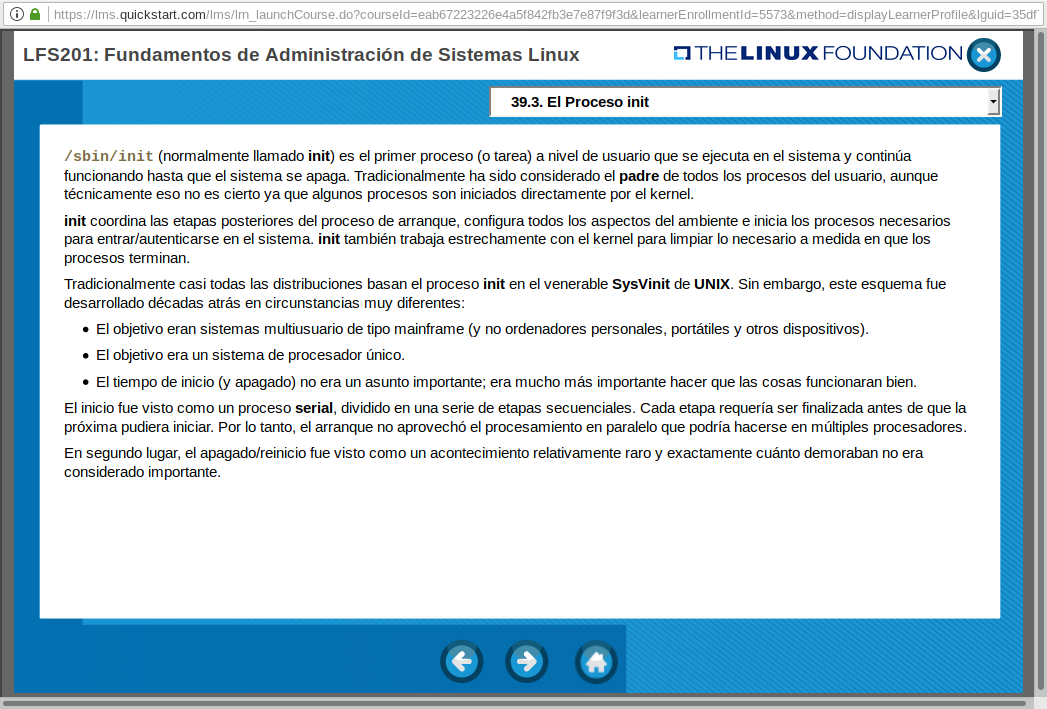 https://lms.quickstart.com/lms/lrn_launchCourse.do?courseId=eab67223226e4a5f842fb3e7e87f9f3d&learnerEnrollmentId=5573&method=displayLearnerProfile&lguid=35df
LFS201: Fundamentos de Administración de Sistemas Linux
THE LINUX FOUNDATION
39.3. El Proceso init
/sbin/init (normalmente llamado init) es el primer proceso (o tarea) a nivel de usuario que se ejecuta en el sistema y continúa
funcionando hasta que el sistema se apaga. Tradicionalmente ha sido considerado el padre de todos los procesos del usuario, aunque
técnicamente eso no es cierto ya que algunos procesos son iniciados directamente por el kernel.
init coordina las etapas posteriores del proceso de arranque, configura todos los aspectos del ambiente e inicia los procesos necesarios
para entrar/autenticarse en el sistema. init también trabaja estrechamente con el kernel para limpiar lo necesario a medida en que los
procesos terminan.
Tradicionalmente casi todas las distribuciones basan el proceso init en el venerable SysVinit de UNIX. Sin embargo, este esquema fue
desarrollado décadas atrás en circunstancias muy diferentes:
• El objetivo eran sistemas multiusuario de tipo mainframe (y no ordenadores personales, portátiles y otros dispositivos).
• El objetivo era un sistema de procesador único.
• El tiempo de inicio (y apagado) no era un asunto importante; era mucho más importante hacer que las cosas funcionaran bien.
El inicio fue visto como un proceso serial, dividido en una serie de etapas secuenciales. Cada etapa requería ser finalizada antes de que la
próxima pudiera iniciar. Por lo tanto, el arranque no aprovechó el procesamiento en paralelo que podría hacerse en múltiples procesadores.
En segundo lugar, el apagado/reinicio fue visto como un acontecimiento relativamente raro y exactamente cuánto demoraban no era
considerado importante.